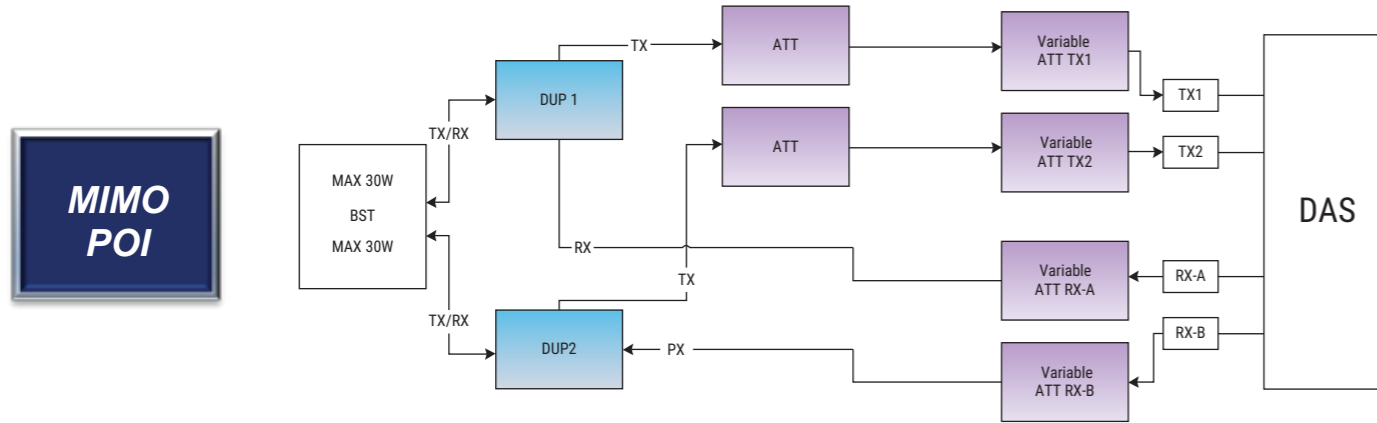 MIMO
POI
MAX 30W
BST
MAX 30W
TX/RX
TX/RX
DUP 1
DUP2
TX
RX
TX
PX
ATT
ATT
Variable
ATT TX1
Variable
ATT TX2
Variable
ATT RX-A
Variable
ATT RX-B
TX1
TX2
RX-A
RX-B
DAS